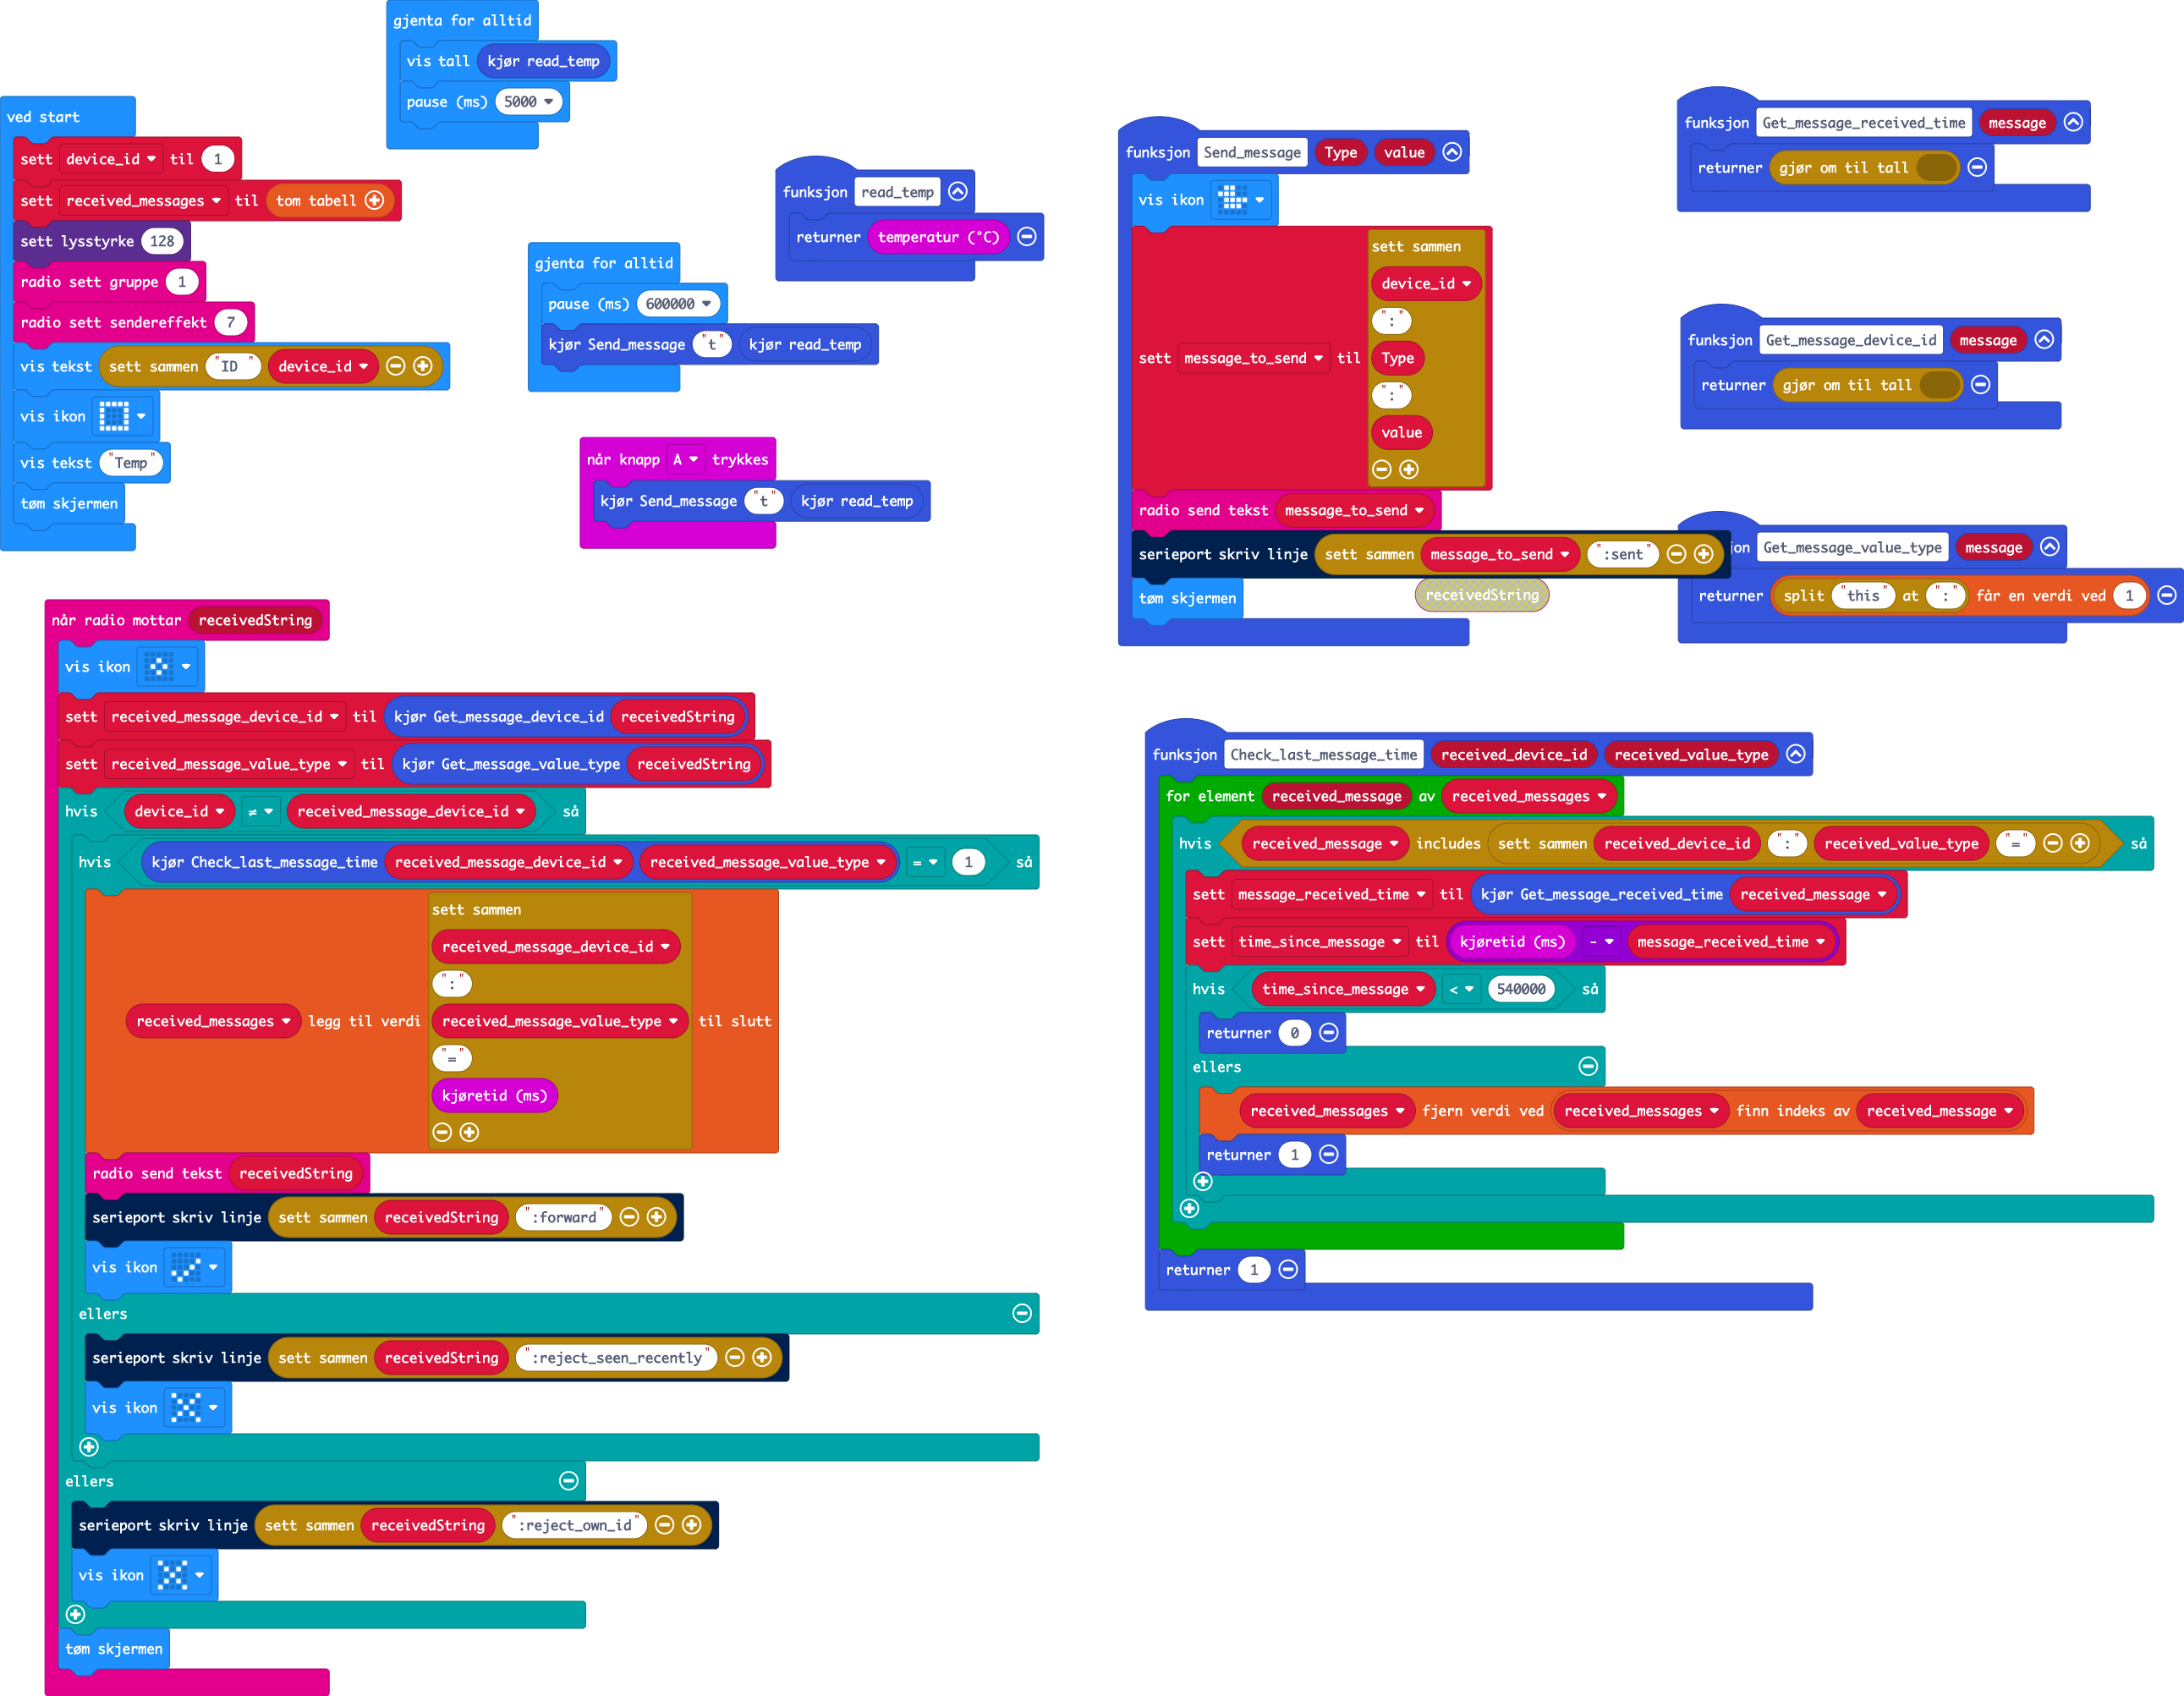 gjenta for alltid
vis tall kjør read_temp
pause (ms) 5000
ved start
sett device_id til 1
sett received_messages til tom tabell
sett lysstyrke 128
radio sett gruppe 1
radio sett sendereffekt 7
vis tekst sett sammen "ID " device_id
vis ikon
vis tekst "Temp"
tøm skjermen
funksjon read_temp
returner temperatur (°C)
gjenta for alltid
pause (ms) 600000
kjør Send_message "t" kjør read_temp
når knapp A trykkes
kjør Send_message "t" kjør read_temp
funksjon Send_message Type value
vis ikon
sett message_to_send til
sett sammen
device_id
":"
Type
":"
value
radio send tekst message_to_send
serieport skriv linje sett sammen message_to_send ":sent"
tøm skjermen
receivedString
funksjon Get_message_received_time message
returner gjør om til tall
funksjon Get_message_device_id message
returner gjør om til tall
jon Get_message_value_type message
returner split "this" at ":" får en verdi ved 1
når radio mottar receivedString
vis ikon
sett received_message_device_id til kjør Get_message_device_id receivedString
sett received_message_value_type til kjør Get_message_value_type receivedString
hvis device_id ≠ received_message_device_id så
hvis kjør Check_last_message_time received_message_device_id received_message_value_type = 1 så
received_messages legg til verdi
sett sammen
received_message_device_id
":"
received_message_value_type
"="
kjøretid (ms)
til slutt
radio send tekst receivedString
serieport skriv linje sett sammen receivedString ":forward"
vis ikon
ellers
serieport skriv linje sett sammen receivedString ":reject_seen_recently"
vis ikon
ellers
serieport skriv linje sett sammen receivedString ":reject_own_id"
vis ikon
tøm skjermen
funksjon Check_last_message_time received_device_id received_value_type
for element received_message av received_messages
hvis received_message includes sett sammen received_device_id ":" received_value_type "=" så
sett message_received_time til kjør Get_message_received_time received_message
sett time_since_message til kjøretid (ms) - message_received_time
hvis time_since_message < 540000 så
returner 0
ellers
received_messages fjern verdi ved received_messages finn indeks av received_message
returner 1
returner 1